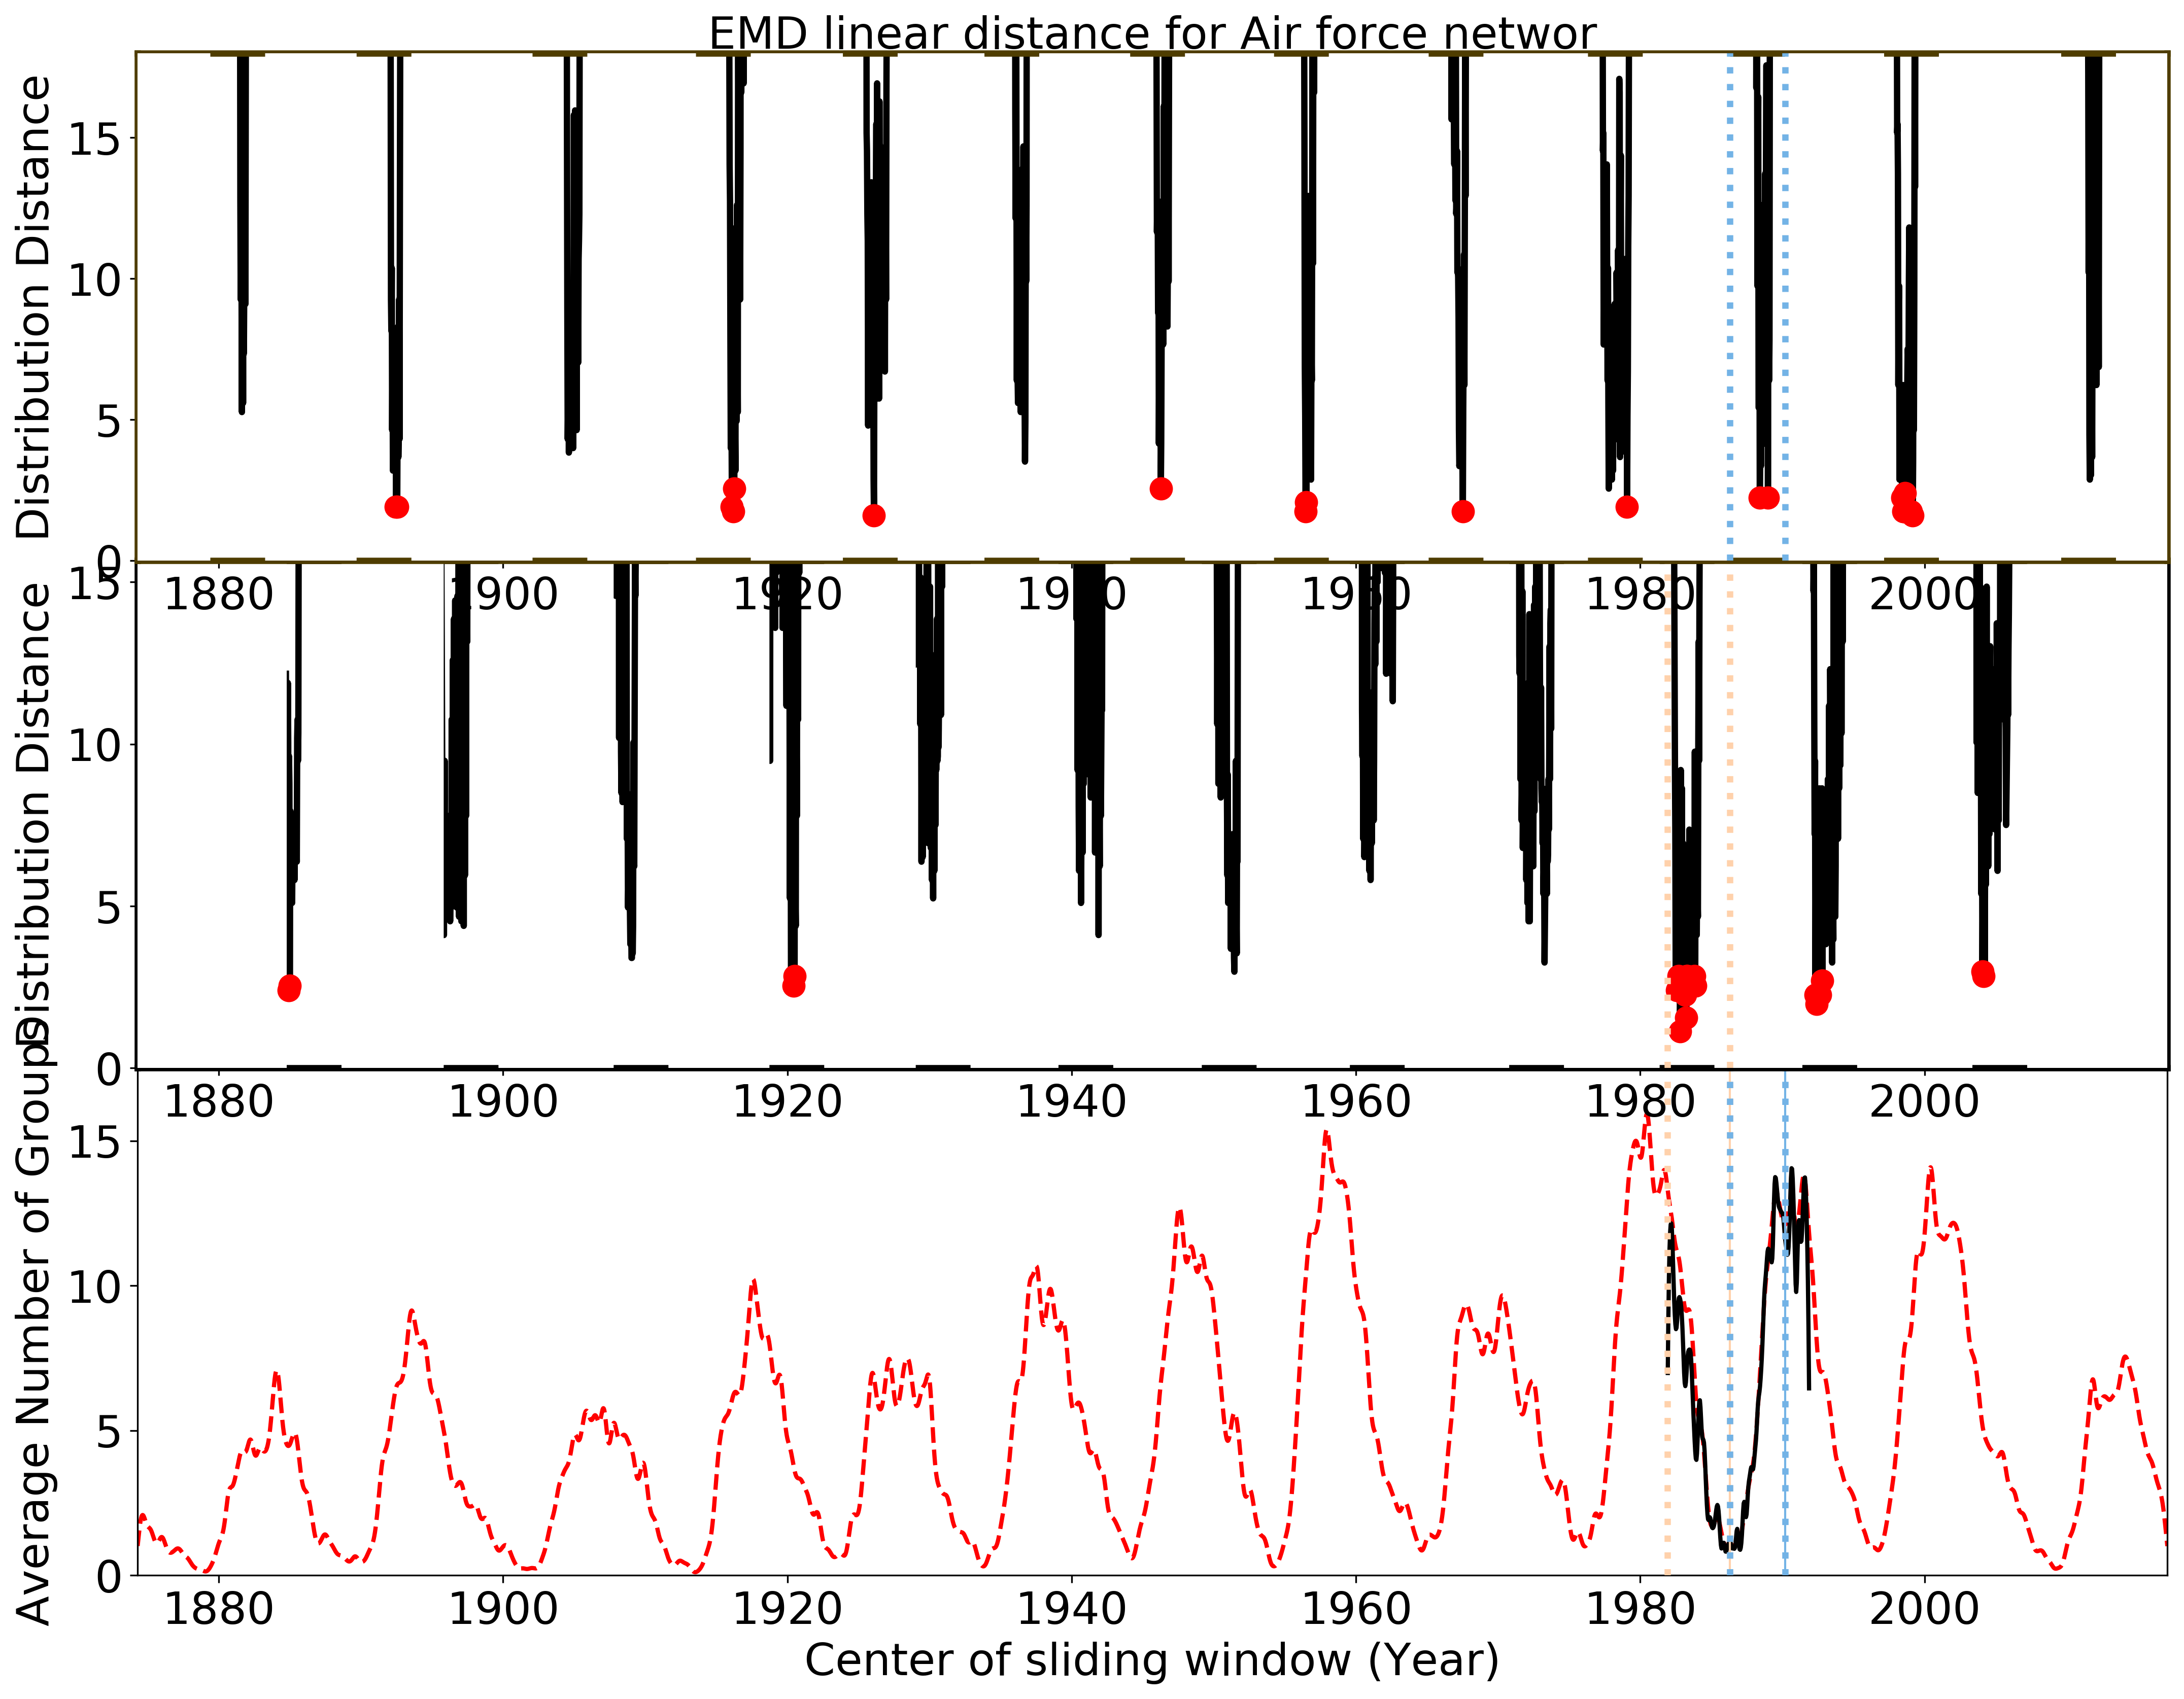 EMD linear distance for Air force networ
Distribution Distance
15
10
5
0
1880 1900 1920 1940 1960 1980 2000
Distribution Distance
15
10
5
0
1880 1900 1920 1940 1960 1980 2000
Average Number of Groups
15
10
5
0
1880 1900 1920 1940 1960 1980 2000
Center of sliding window (Year)